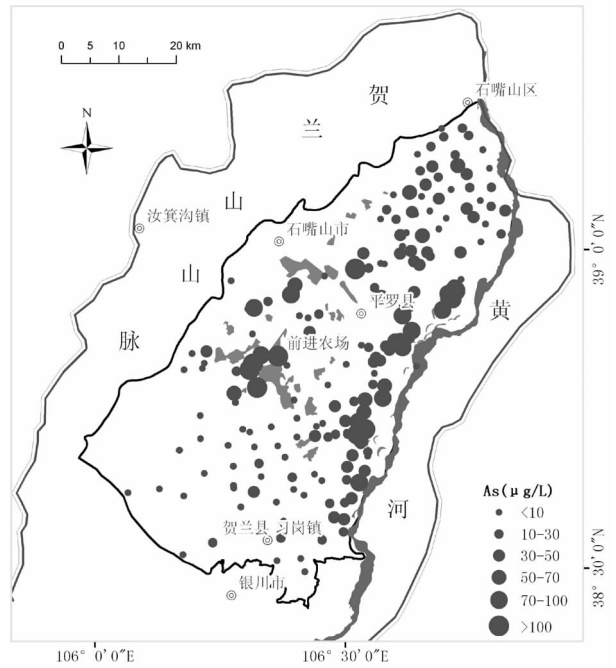 0 5 10 20 km
N
石嘴山区
贺
兰
山
汝箕沟镇
石嘴山市
山
39° 0′ 0″N
平罗县
黄
脉
前进农场
As(μg/L)
<10
10-30
30-50
50-70
70-100
>100
河
贺兰县 习岗镇
银川市
38° 30′ 0″N
106° 0′ 0″E
106° 30′ 0″E